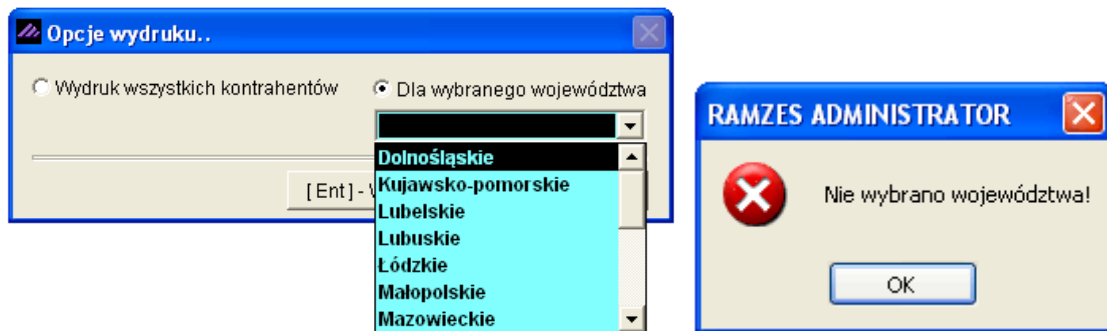 Opcje wydruku..
Wydruk wszystkich kontrahentów
Dla wybranego województwa
Dolnośląskie
[ Ent ] -
Kujawsko-pomorskie
Lubelskie
Lubuskie
Łódzkie
Małopolskie
Mazowieckie
RAMZES ADMINISTRATOR
Nie wybrano województwa!
OK